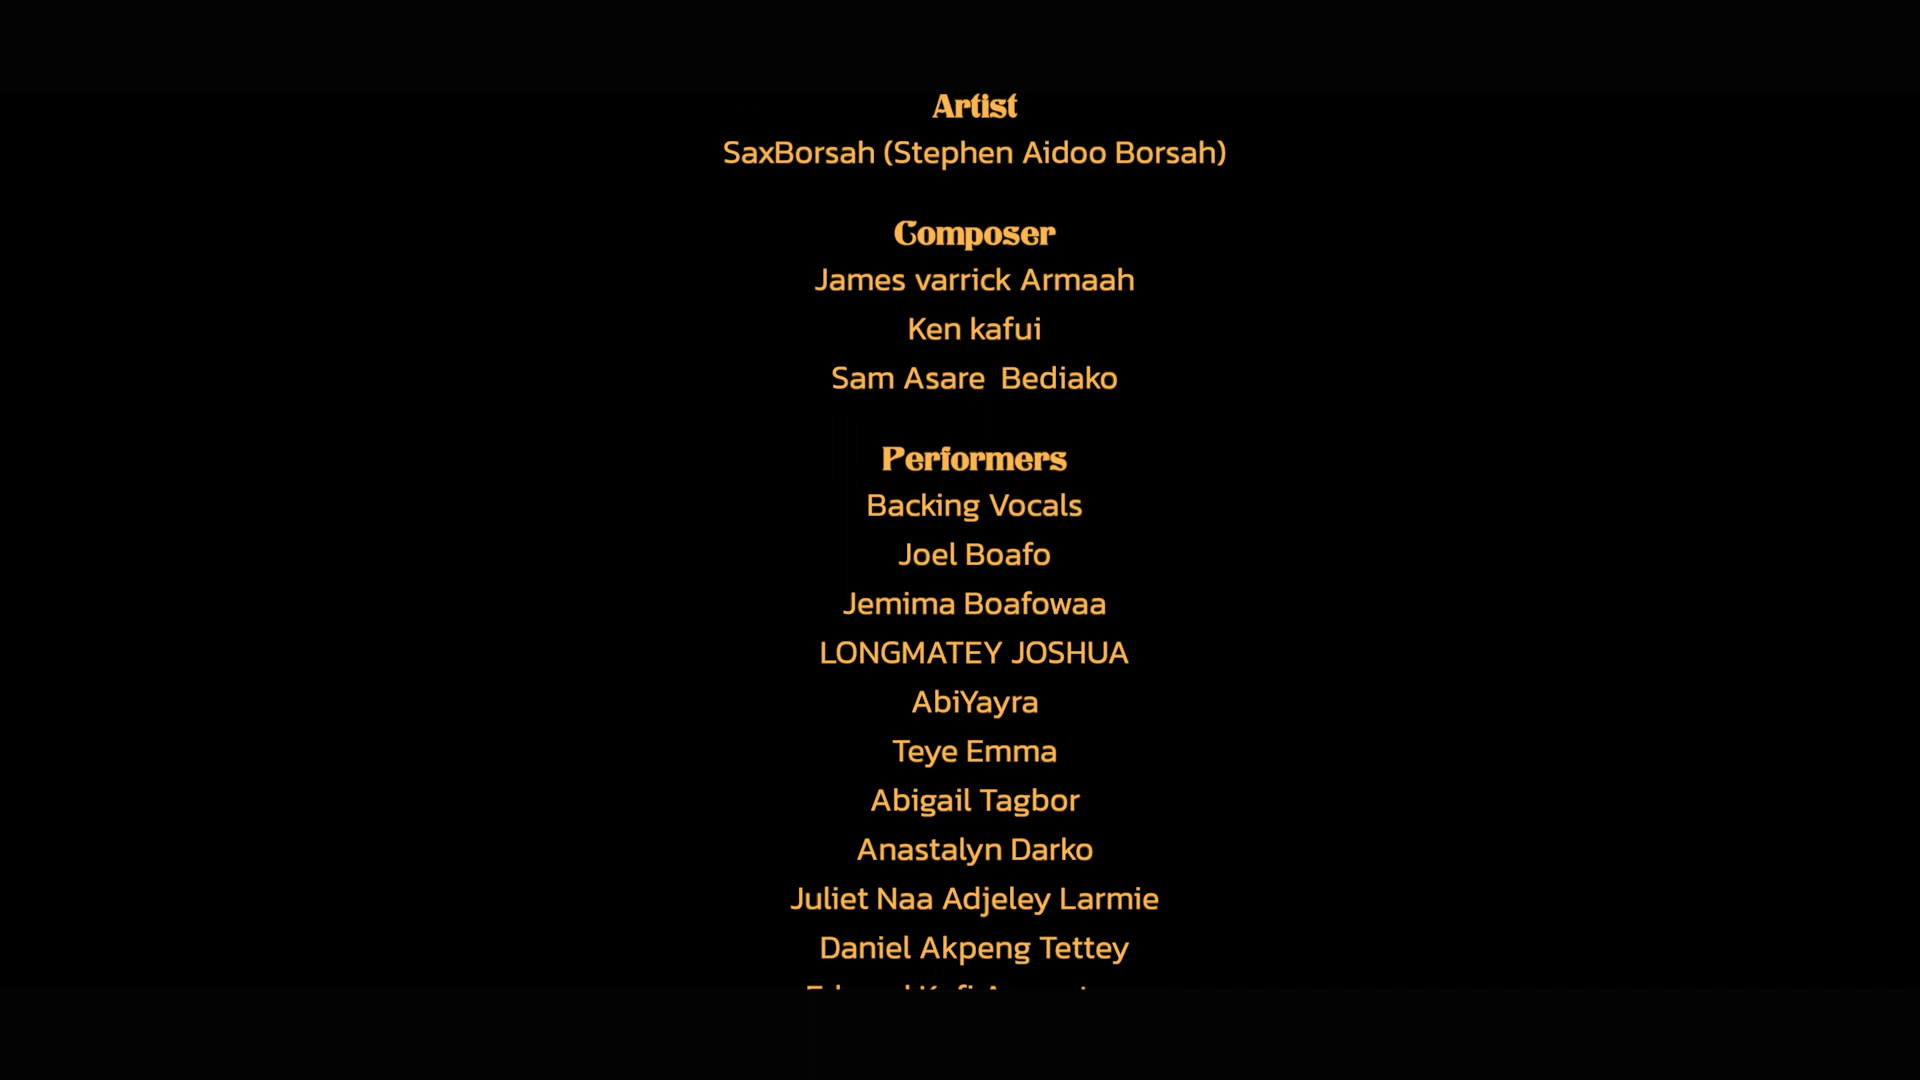 Artist
SaxBorsah (Stephen Aidoo Borsah)
Composer
James varrick Armaah
Ken kafui
Sam Asare  Bediako
Performers
Backing Vocals
Joel Boafo
Jemima Boafowaa
LONGMATEY JOSHUA
AbiYayra
Teye Emma
Abigail Tagbor
Anastalyn Darko
Juliet Naa Adjeley Larmie
Daniel Akpeng Tettey